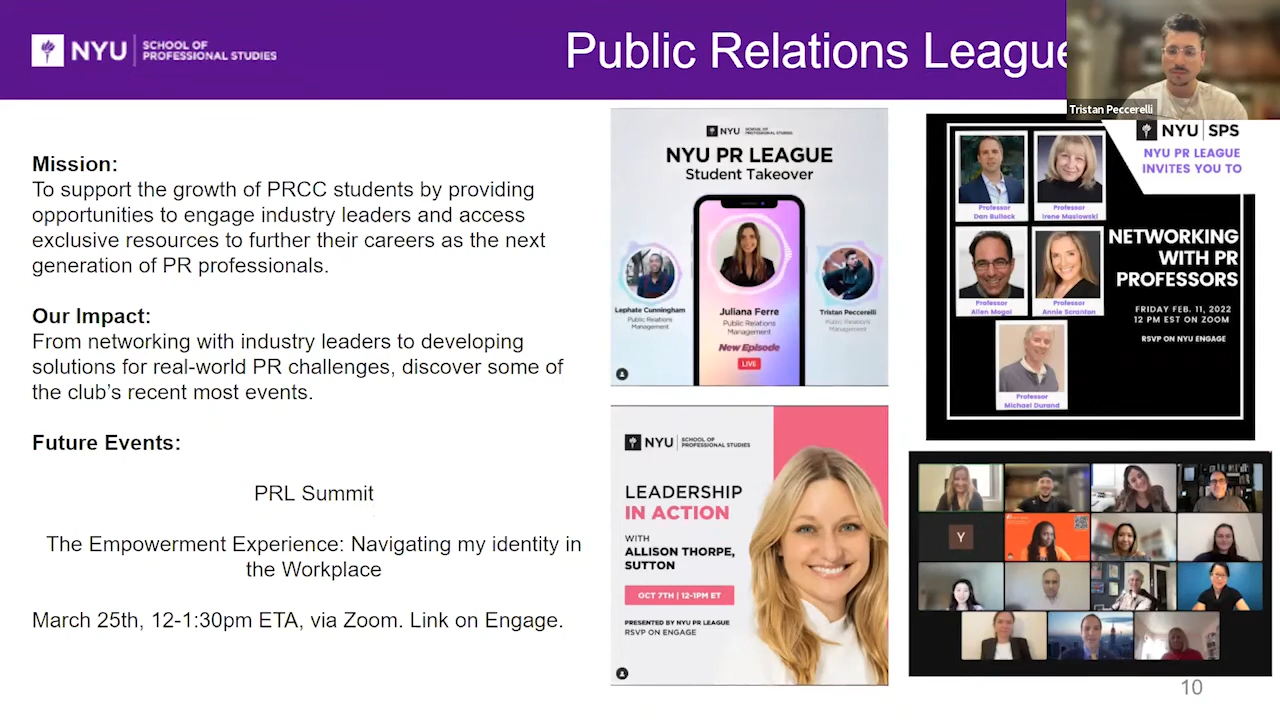 NYU
SCHOOL OF
PROFESSIONAL STUDIES
Public Relations League
Tristan Peccerelli
Mission:
To support the growth of PRCC students by providing
opportunities to engage industry leaders and access
exclusive resources to further their careers as the next
generation of PR professionals.
Our Impact:
From networking with industry leaders to developing
solutions for real-world PR challenges, discover some of
the club's recent most events.
Future Events:
PRL Summit
The Empowerment Experience: Navigating my identity in
the Workplace
March 25th, 12-1:30pm ETA, via Zoom. Link on Engage.
NYU
SCHOOL OF
PROFESSIONAL STUDIES
NYU PR LEAGUE
Student Takeover
Lephate Cunningham
Public Relations
Management
Juliana Ferre
Public Relations
Management
New Episode
LIVE
Tristan Peccerelli
Public Relations
Management
NYU
SCHOOL OF
PROFESSIONAL STUDIES
LEADERSHIP
IN ACTION
WITH
ALLISON THORPE,
SUTTON
OCT 7TH | 12-1PM ET
PRESENTED BY NYU PR LEAGUE
RSVP ON ENGAGE
NYU SPS
NYU PR LEAGUE
INVITES YOU TO
Professor
Dan Bullock
Professor
Irene Maslowski
Professor
Allen Mogol
Professor
Annie Scranton
Professor
Michael Durand
NETWORKING
WITH PR
PROFESSORS
FRIDAY FEB. 11, 2022
12 PM EST ON ZOOM
RSVP ON NYU ENGAGE
Y
10